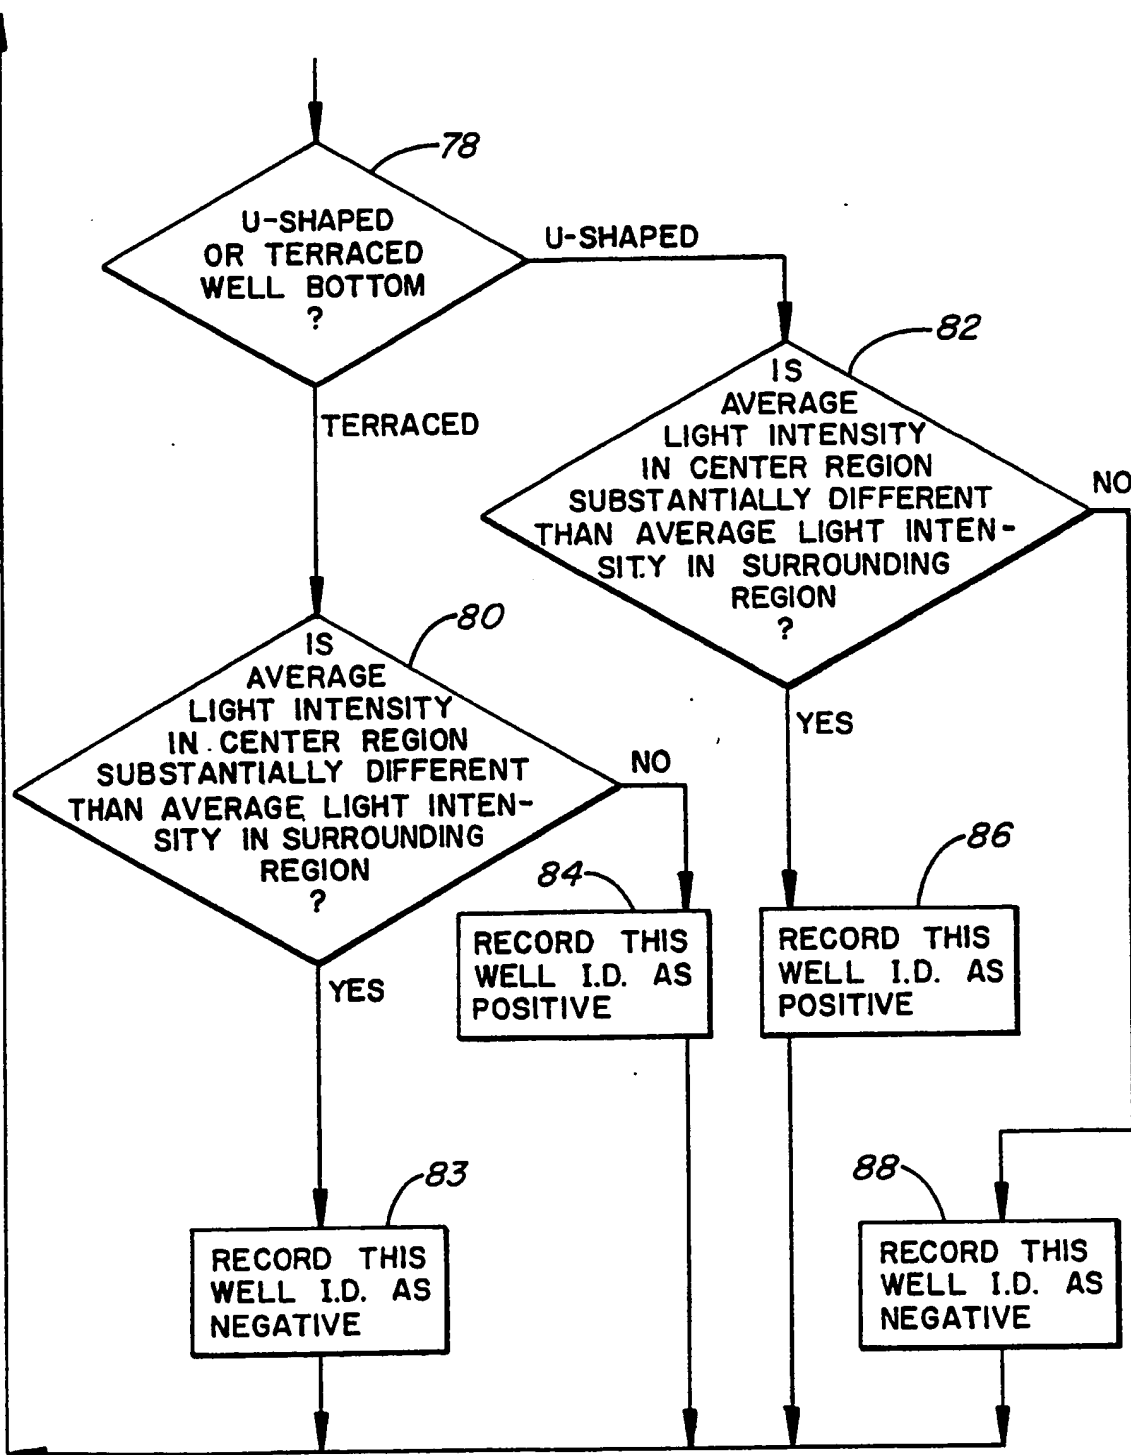 78
U-SHAPED
OR TERRACED
WELL BOTTOM
?
U-SHAPED
TERRACED
82
IS
AVERAGE
LIGHT INTENSITY
IN CENTER REGION
SUBSTANTIALLY DIFFERENT
THAN AVERAGE LIGHT INTEN-
SITY IN SURROUNDING
REGION
?
NO
YES
80
IS
AVERAGE
LIGHT INTENSITY
IN CENTER REGION
SUBSTANTIALLY DIFFERENT
THAN AVERAGE LIGHT INTEN-
SITY IN SURROUNDING
REGION
?
NO
YES
84
RECORD THIS
WELL I.D. AS
POSITIVE
86
RECORD THIS
WELL I.D. AS
POSITIVE
83
RECORD THIS
WELL I.D. AS
NEGATIVE
88
RECORD THIS
WELL I.D. AS
NEGATIVE